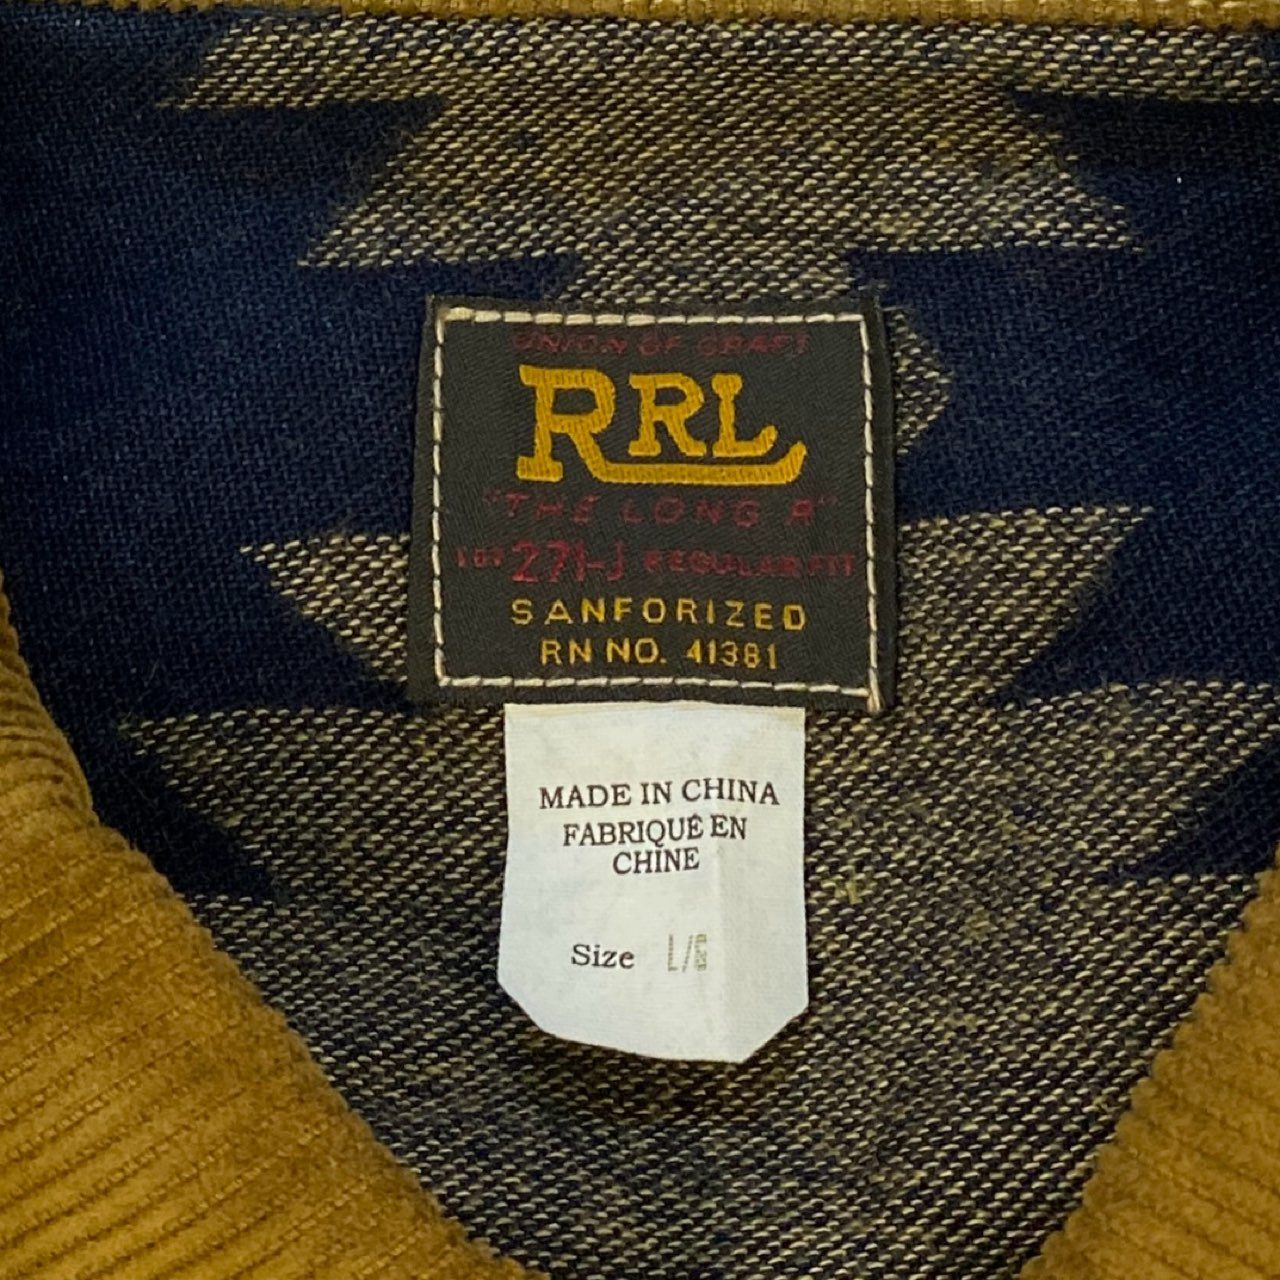 UNION OF CRAFT
RRL
"THE LONG R"
LOT 271-J REGULAR FIT
SANFORIZED
RN NO. 41381
MADE IN CHINA
FABRIQUÉ EN
CHINE
Size L/G